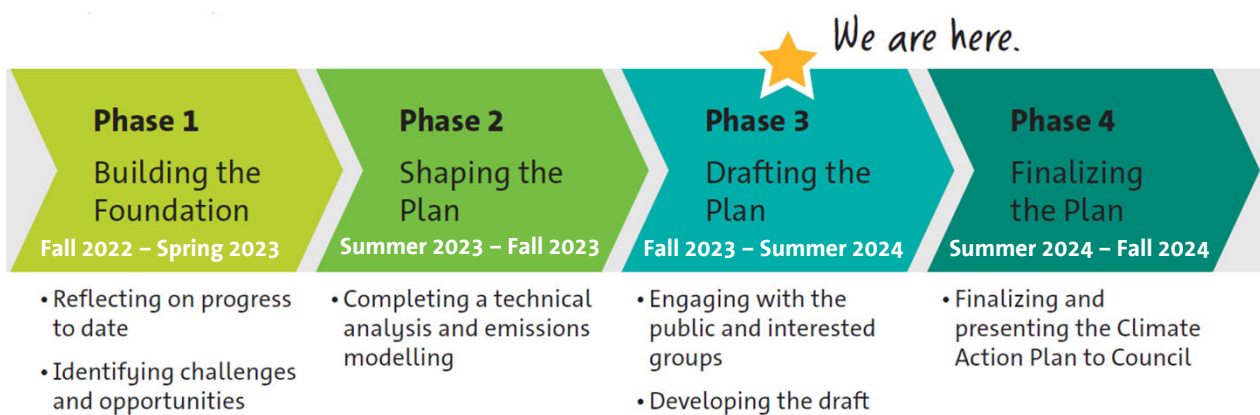 We are here.
Phase 1
Building the
Foundation
Fall 2022 – Spring 2023
• Reflecting on progress
to date
• Identifying challenges
and opportunities
Phase 2
Shaping the
Plan
Summer 2023 – Fall 2023
• Completing a technical
analysis and emissions
modelling
Phase 3
Drafting the
Plan
Fall 2023 – Summer 2024
• Engaging with the
public and interested
groups
• Developing the draft
Phase 4
Finalizing
the Plan
Summer 2024 – Fall 2024
• Finalizing and
presenting the Climate
Action Plan to Council